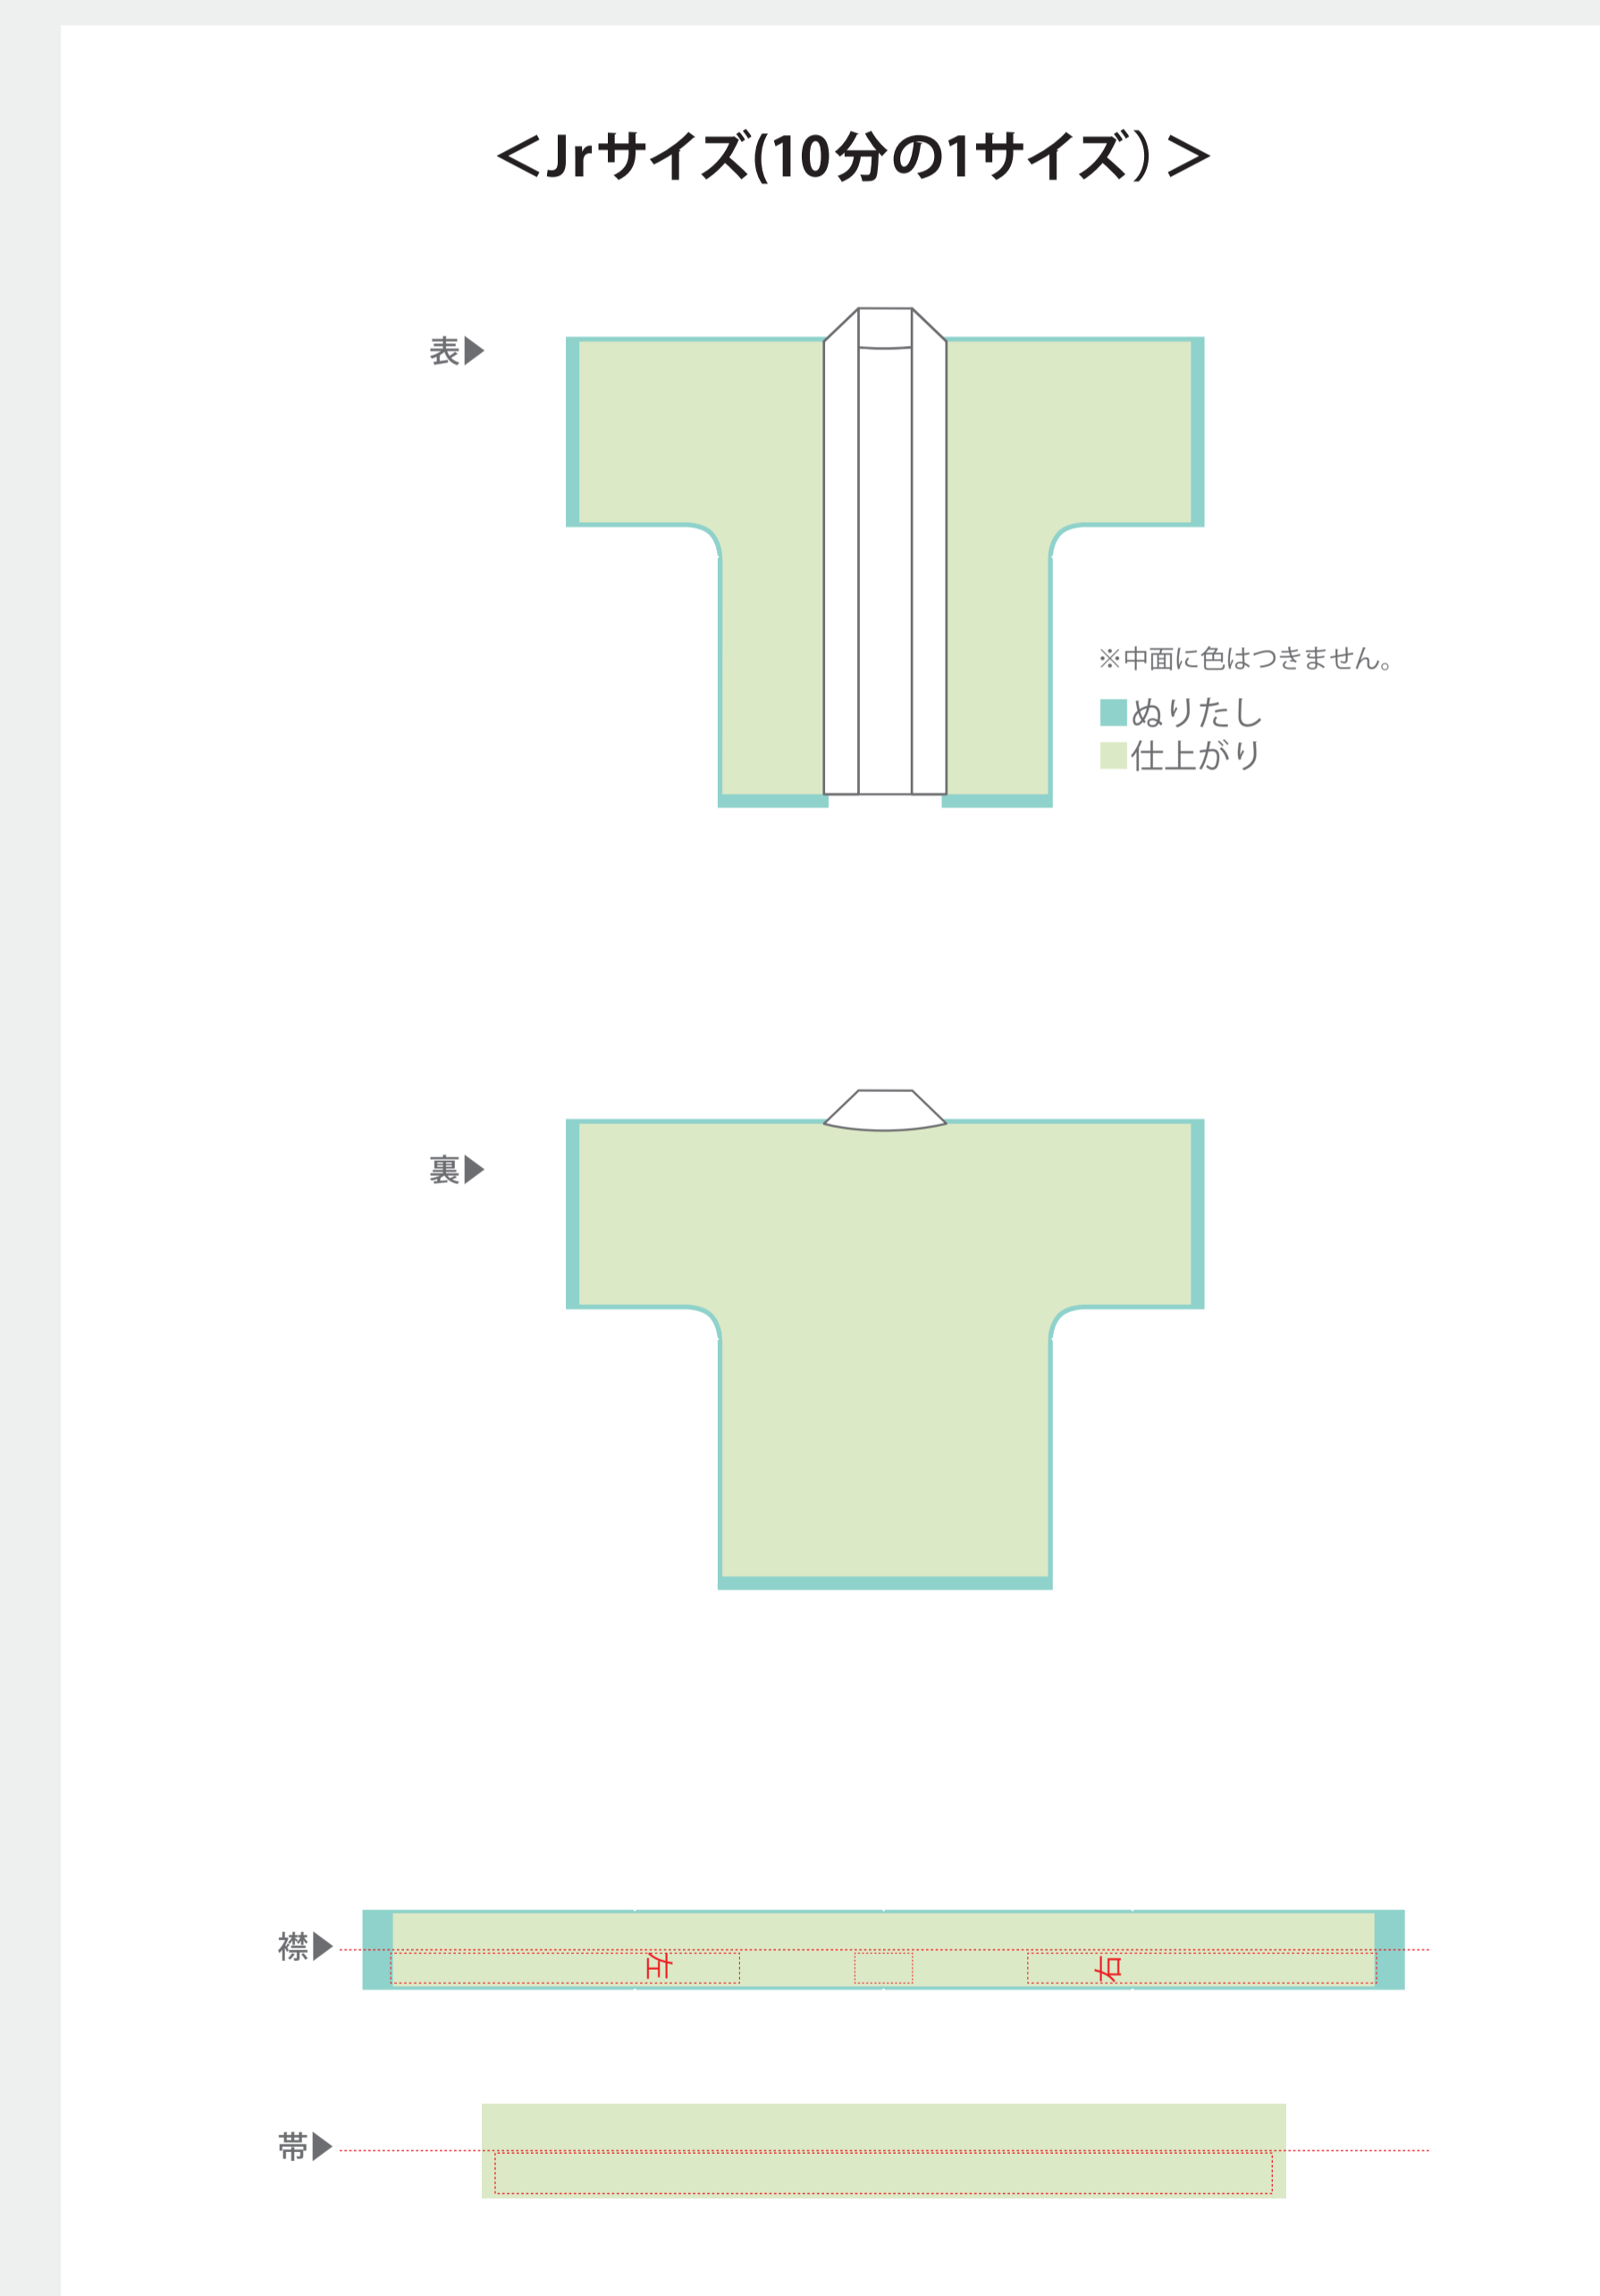 ＜Jrサイズ(10分の1サイズ)）＞
表▶
※中面に色はつきません。
ぬりたし
仕上がり
裏▶
襟▶
左
右
帯▶